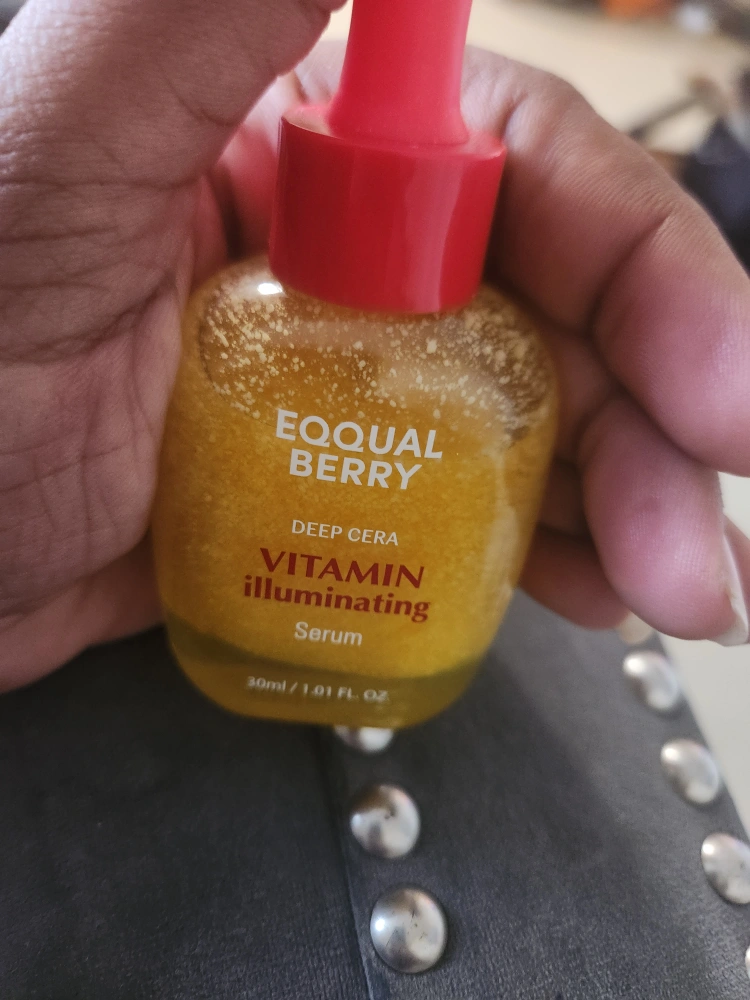 EQQUAL
BERRY
DEEP CERA
VITAMIN
illuminating
Serum
30ml / 1.01 FL. OZ.